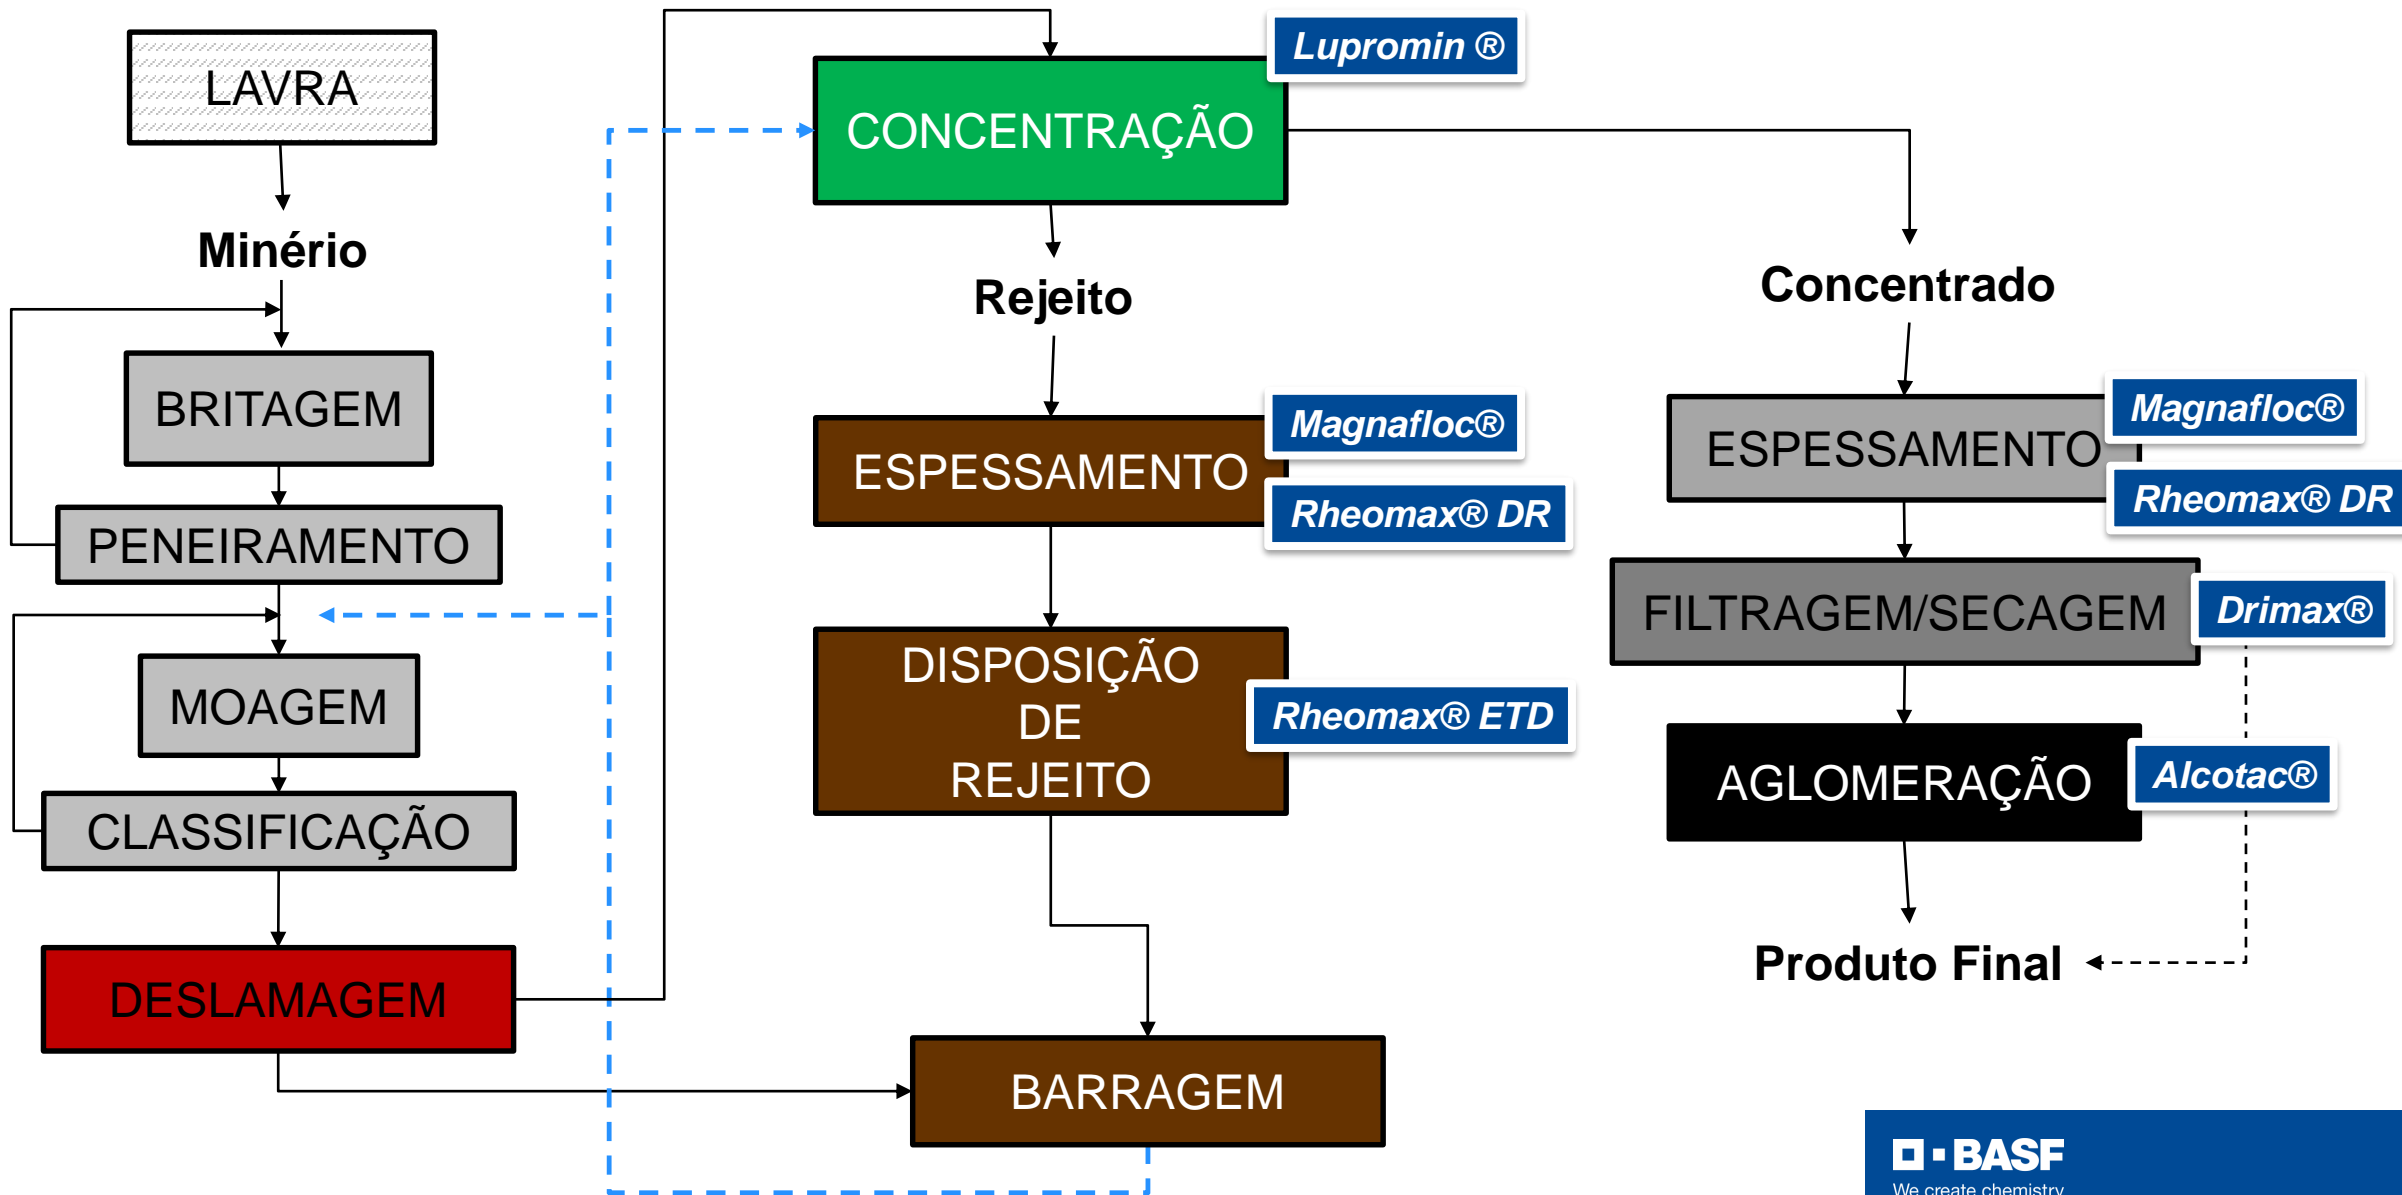 LAVRA
Minério
BRITAGEM
PENEIRAMENTO
MOAGEM
CLASSIFICAÇÃO
DESLAMAGEM
CONCENTRAÇÃO
Lupromin ®
Rejeito
ESPESSAMENTO
Magnafloc®
Rheomax® DR
DISPOSIÇÃO
DE
REJEITO
Rheomax® ETD
BARRAGEM
Concentrado
ESPESSAMENTO
Magnafloc®
Rheomax® DR
FILTRAGEM/SECAGEM
Drimax®
AGLOMERAÇÃO
Alcotac®
Produto Final
BASF
We create chemistry